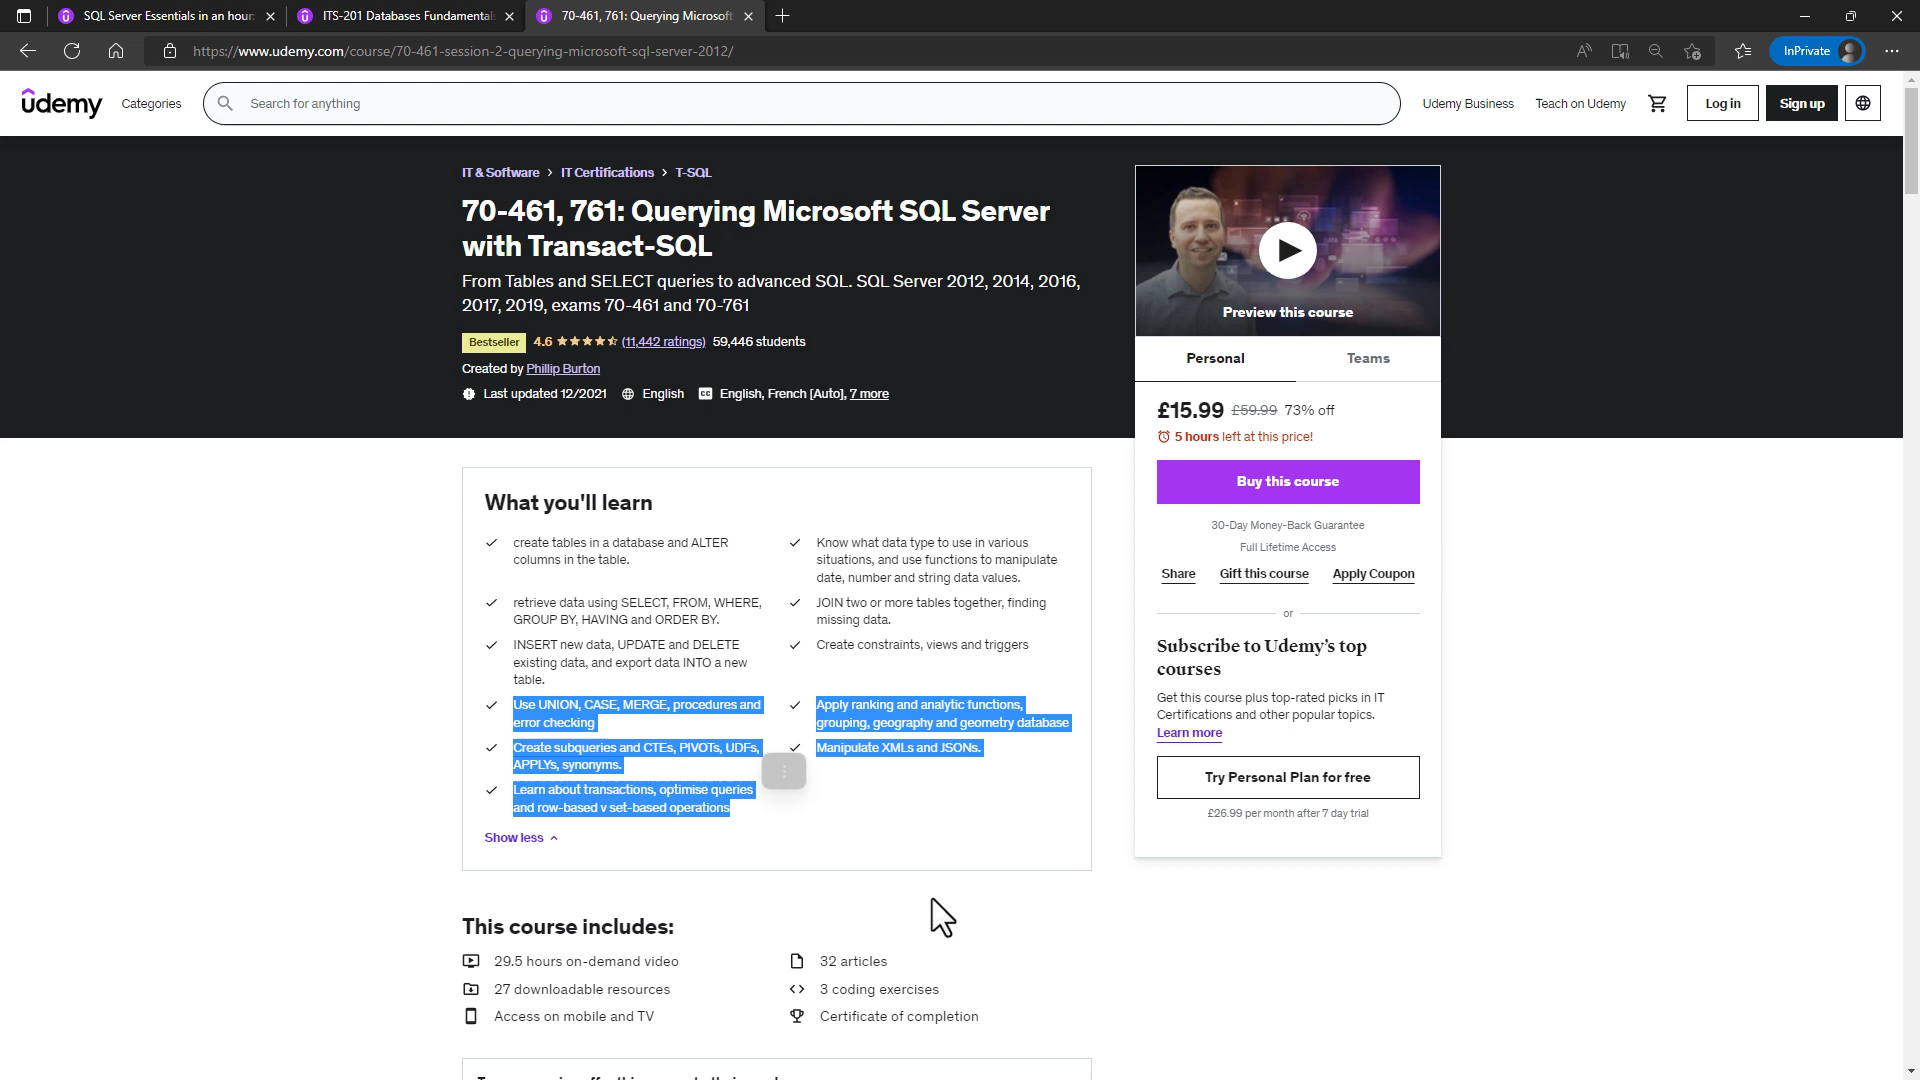 SQL Server Essentials in an hour:
ITS-201 Databases Fundamentals
70-461, 761: Querying Microsoft
https://www.udemy.com/course/70-461-session-2-querying-microsoft-sql-server-2012/
InPrivate
udemy
Categories
Search for anything
Udemy Business
Teach on Udemy
Log in
Sign up
IT & Software > IT Certifications > T-SQL
70-461, 761: Querying Microsoft SQL Server
with Transact-SQL
From Tables and SELECT queries to advanced SQL. SQL Server 2012, 2014, 2016,
2017, 2019, exams 70-461 and 70-761
Bestseller 4.6 (11,442 ratings) 59,446 students
Created by Phillip Burton
Last updated 12/2021 English English, French [Auto], 7 more
Preview this course
Personal
Teams
£15.99 £59.99 73% off
5 hours left at this price!
Buy this course
30-Day Money-Back Guarantee
Full Lifetime Access
Share Gift this course Apply Coupon
or
Subscribe to Udemy's top
courses
Get this course plus top-rated picks in IT
Certifications and other popular topics.
Learn more
Try Personal Plan for free
£26.99 per month after 7 day trial
What you'll learn
create tables in a database and ALTER
columns in the table.
Know what data type to use in various
situations, and use functions to manipulate
date, number and string data values.
retrieve data using SELECT, FROM, WHERE,
GROUP BY, HAVING and ORDER BY.
JOIN two or more tables together, finding
missing data.
INSERT new data, UPDATE and DELETE
existing data, and export data INTO a new
table.
Create constraints, views and triggers
Use UNION, CASE, MERGE, procedures and
error checking
Apply ranking and analytic functions,
grouping, geography and geometry database
Create subqueries and CTEs, PIVOTs, UDFs,
APPLYs, synonyms.
Manipulate XMLs and JSONs.
Learn about transactions, optimise queries
and row-based v set-based operations
Show less
This course includes:
29.5 hours on-demand video
32 articles
27 downloadable resources
3 coding exercises
Access on mobile and TV
Certificate of completion